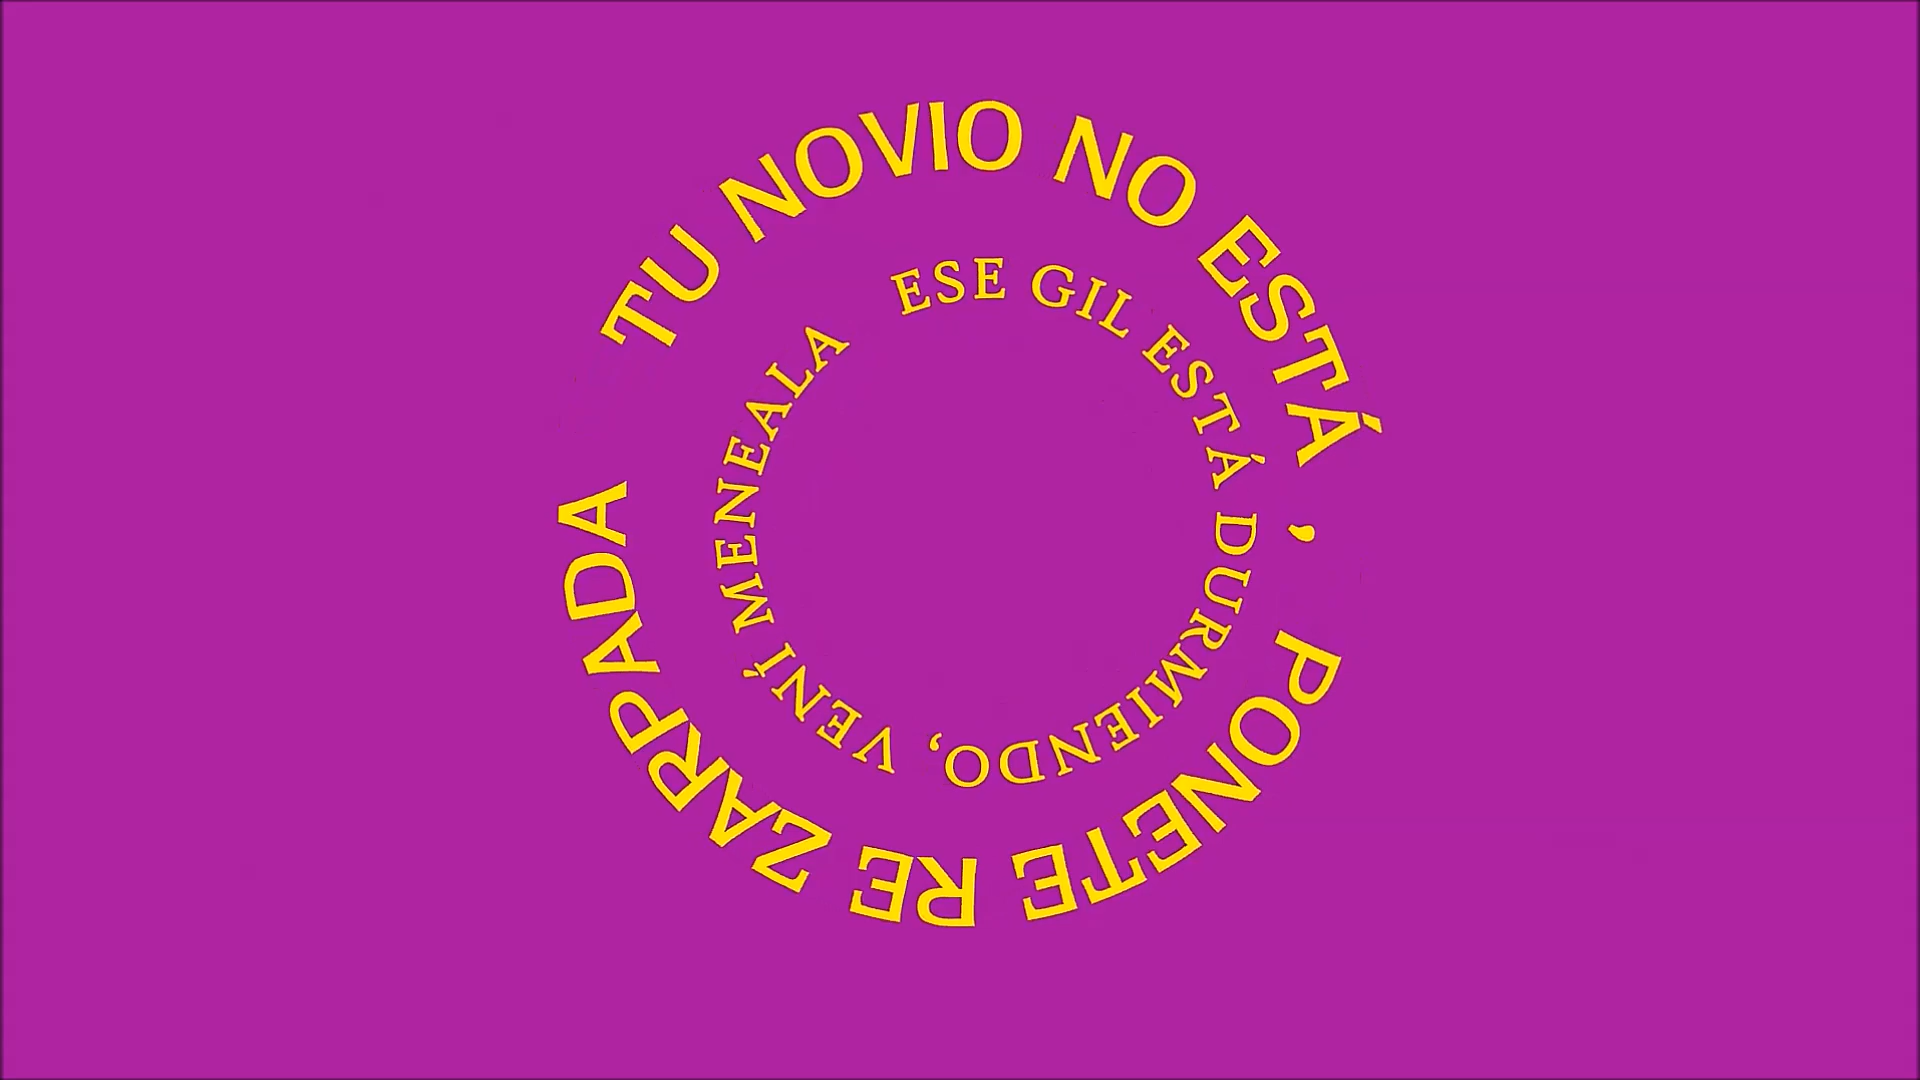 TU NOVIO NO ESTÁ , PONETE RE ZARPADA
ESE GIL ESTÁ DURMIENDO, VENÍ MENEALA